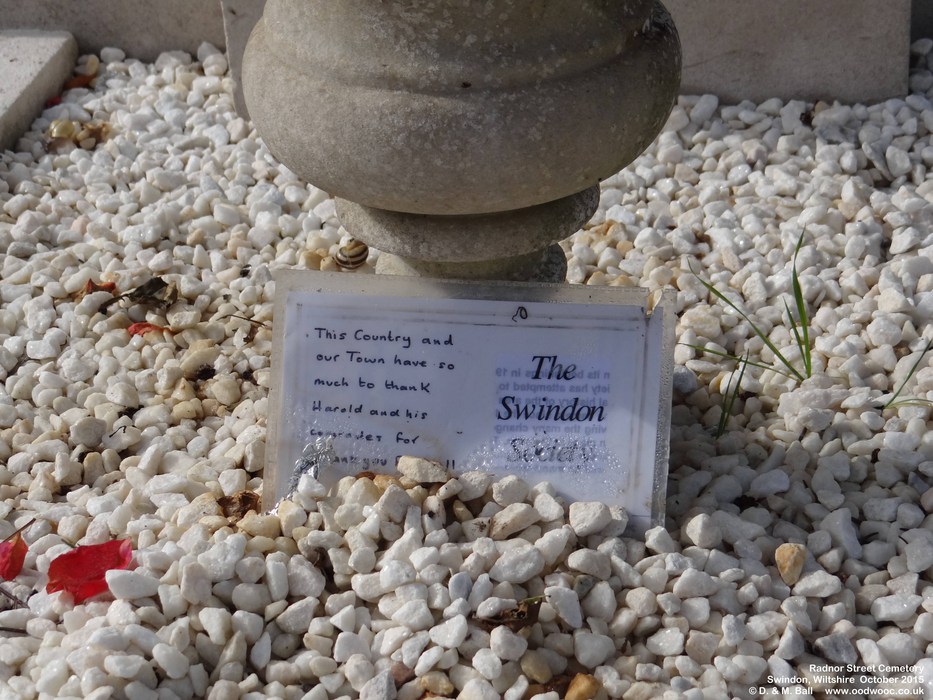 This Country and
our Town have so
much to thank
Harold and his
comrades for
The
Swindon
Society
Radnor Street Cemetery
Swindon, Wiltshire October 2015
© D. & M. Ball www.oodwooc.co.uk